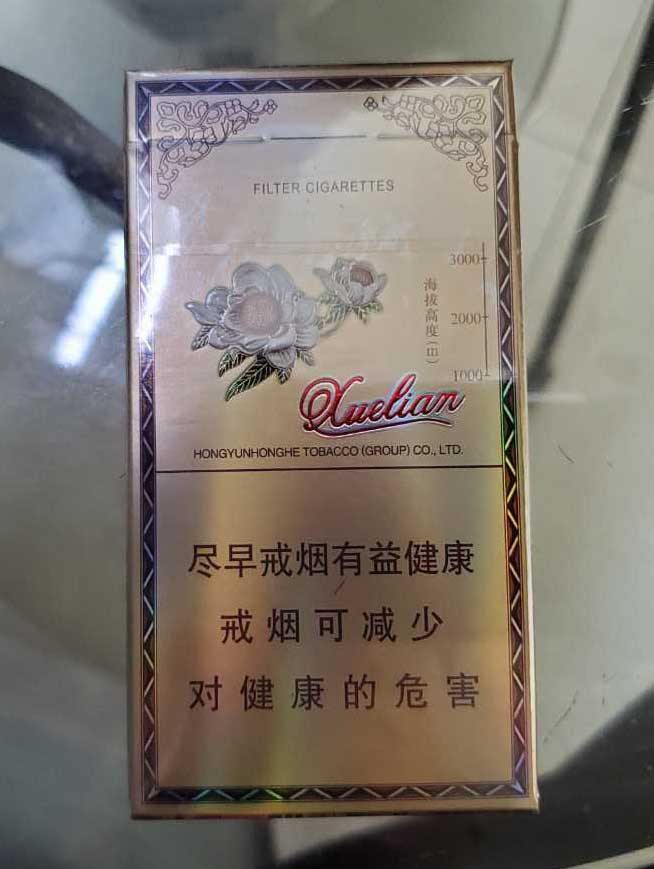 FILTER CIGARETTES
3000
海拔高度(m)
2000
1000
Xuelian
HONGYUNHONGHE TOBACCO (GROUP) CO., LTD.
尽早戒烟有益健康
戒烟可减少
对健康的危害